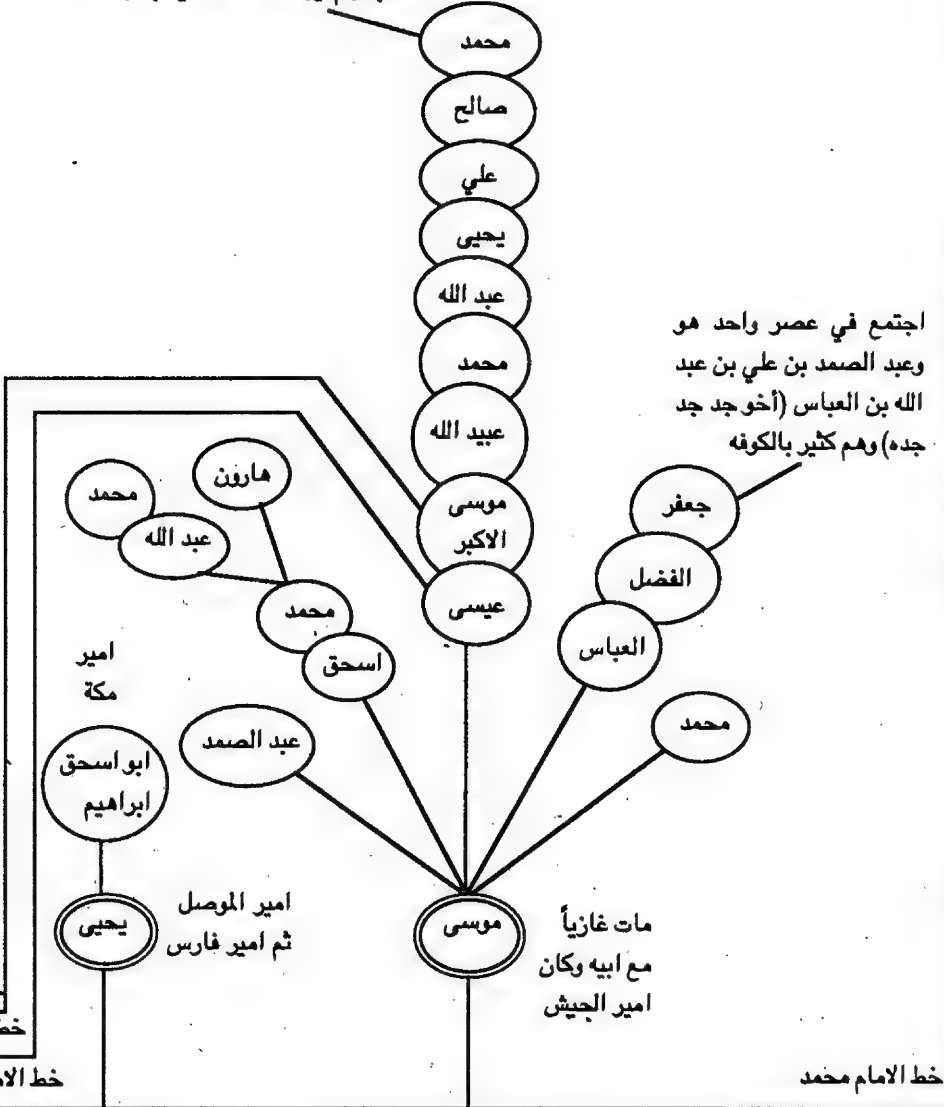 محمد
صالح
علي
يحيى
عبد الله
محمد
عبيد الله
موسى
الاكبر
عيسى
اجتمع في عصر واحد هو
وعبد الصمد بن علي بن عبد
الله بن العباس (أخو جد جد
جده) وهم كثير بالكوفه
جعفر
الفضل
العباس
محمد
هارون
محمد
عبد الله
محمد
اسحق
عبد الصمد
امير
مكة
ابو اسحق
ابراهيم
يحيى
امير الموصل
ثم امير فارس
موسى
مات غازياً
مع ابيه وكان
امير الجيش
خط الامام محمد
خط